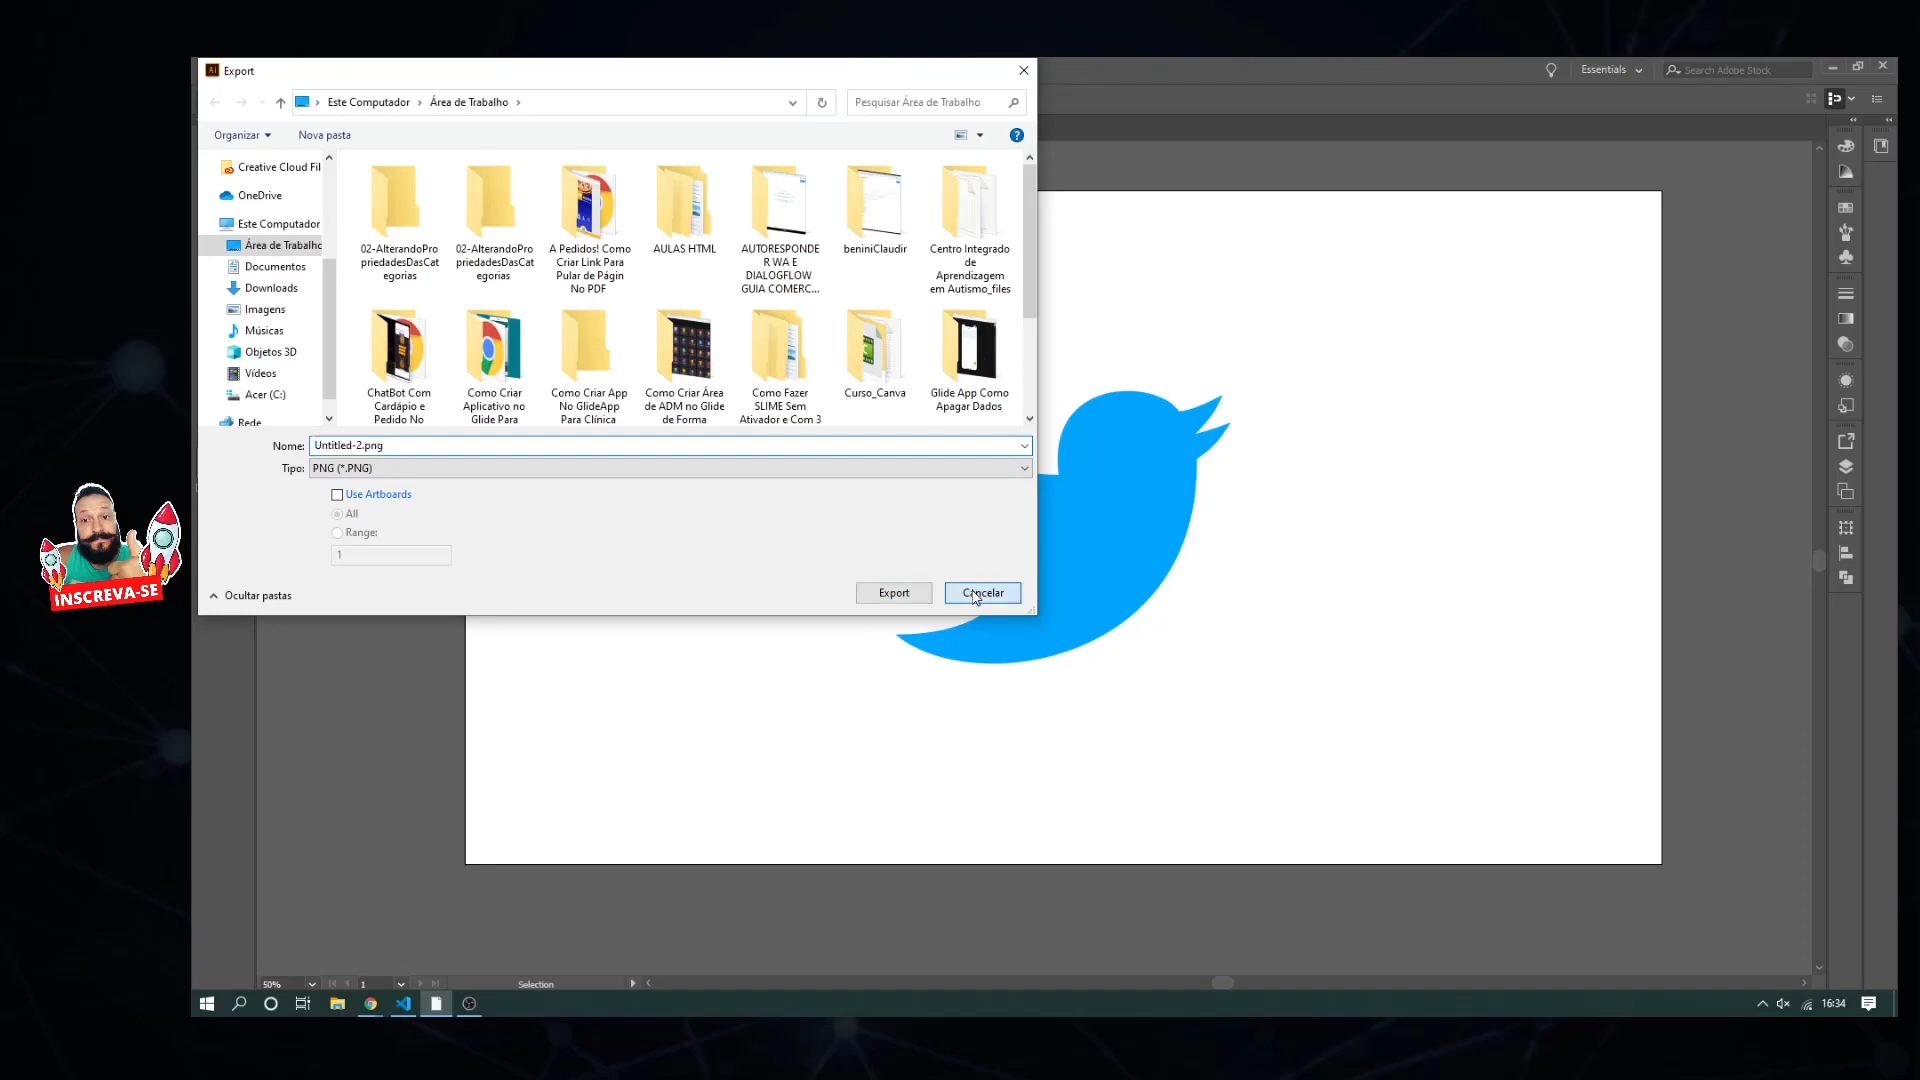 Export
Essentials
Search Adobe Stock
Este Computador
Área de Trabalho
Pesquisar Área de Trabalho
Organizar
Nova pasta
Creative Cloud Fil
OneDrive
Este Computador
Área de Trabalho
Documentos
Downloads
Imagens
Músicas
Objetos 3D
Vídeos
Acer (C:)
Rede
02-AlterandoPro
priedadesDasCat
egorias
02-AlterandoPro
priedadesDasCat
egorias
A Pedidos! Como
Criar Link Para
Pular de Págin
No PDF
AULAS HTML
AUTORESPONDE
R WA E
DIALOGFLOW
GUIA COMERC...
beniniClaudir
Centro Integrado
de
Aprendizagem
em Autismo_files
ChatBot Com
Cardápio e
Pedido No
Como Criar
Aplicativo no
Glide Para
Como Criar App
No GlideApp
Para Clínica
Como Criar Área
de ADM no Glide
de Forma
Como Fazer
SLIME Sem
Ativador e Com 3
Curso_Canva
Glide App Como
Apagar Dados
Nome: Untitled-2.png
Tipo: PNG (*.PNG)
Use Artboards
All
Range:
1
Ocultar pastas
Export
Cancelar
INSCREVA-SE
50%
1
Selection
16:34